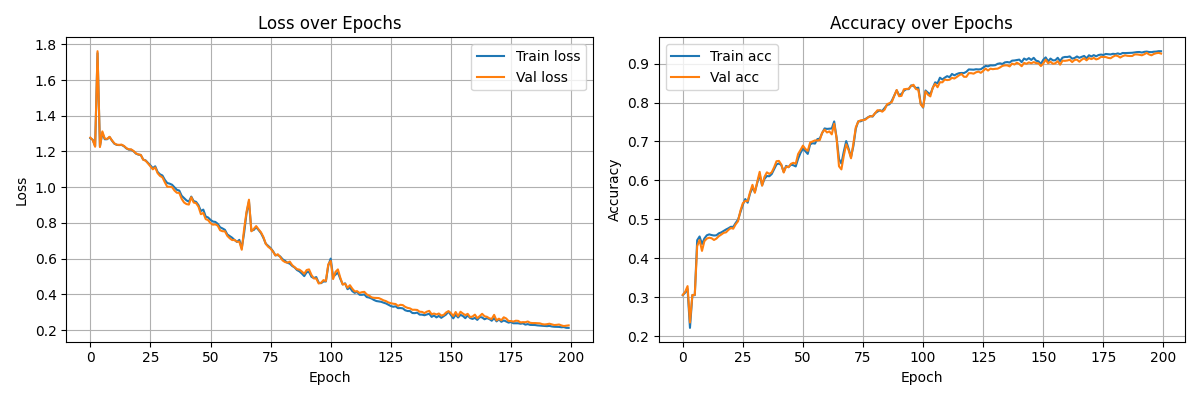 Loss over Epochs
1.8
1.6
1.4
1.2
1.0
0.8
0.6
0.4
0.2
Loss
Train loss
Val loss
0 25 50 75 100 125 150 175 200
Epoch
Accuracy over Epochs
0.9
0.8
0.7
0.6
0.5
0.4
0.3
0.2
Accuracy
Train acc
Val acc
0 25 50 75 100 125 150 175 200
Epoch